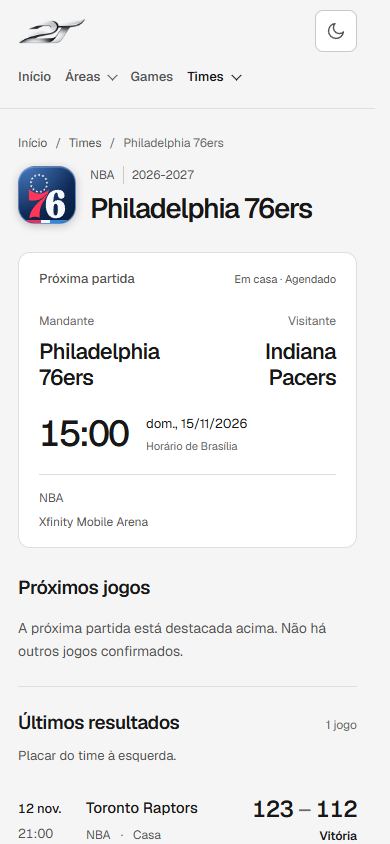 Início Áreas Games Times
Início / Times / Philadelphia 76ers
76
NBA 2026-2027
Philadelphia 76ers
Próxima partida Em casa · Agendado
Mandante Visitante
Philadelphia Indiana
76ers Pacers
15:00 dom., 15/11/2026
Horário de Brasília
NBA
Xfinity Mobile Arena
Próximos jogos
A próxima partida está destacada acima. Não há
outros jogos confirmados.
Últimos resultados 1 jogo
Placar do time à esquerda.
12 nov. Toronto Raptors 123 – 112
21:00 NBA · Casa Vitória